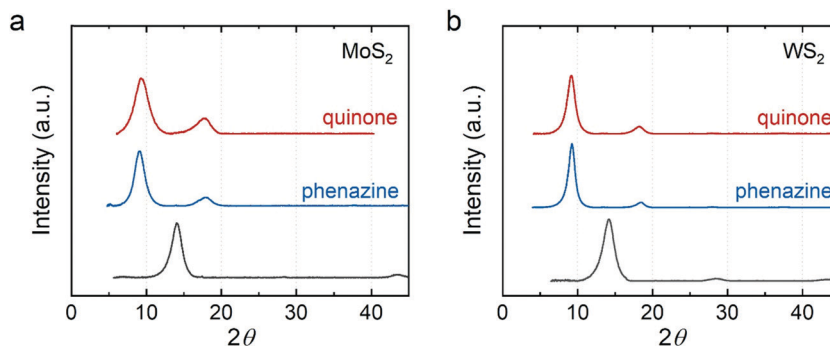 a
MoS₂
quinone
phenazine
Intensity (a.u.)
0 10 20 30 40
2θ
b
WS₂
quinone
phenazine
Intensity (a.u.)
0 10 20 30 40
2θ